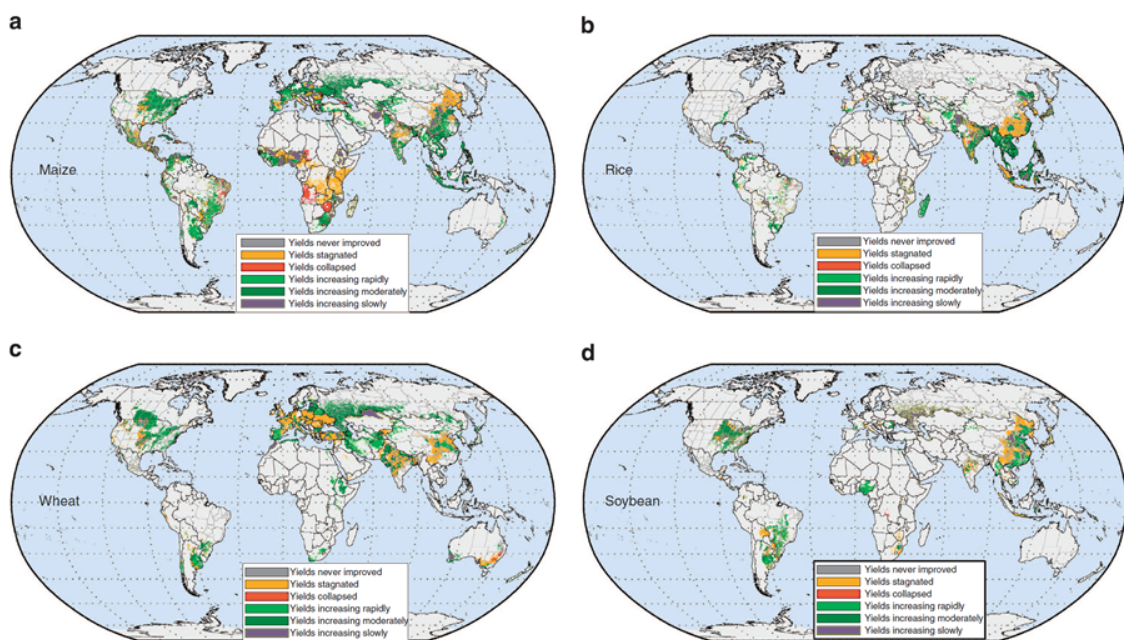 a
Maize
Yields never improved
Yields stagnated
Yields collapsed
Yields increasing rapidly
Yields increasing moderately
Yields increasing slowly
b
Rice
Yields never improved
Yields stagnated
Yields collapsed
Yields increasing rapidly
Yields increasing moderately
Yields increasing slowly
c
Wheat
Yields never improved
Yields stagnated
Yields collapsed
Yields increasing rapidly
Yields increasing moderately
Yields increasing slowly
d
Soybean
Yields never improved
Yields stagnated
Yields collapsed
Yields increasing rapidly
Yields increasing moderately
Yields increasing slowly